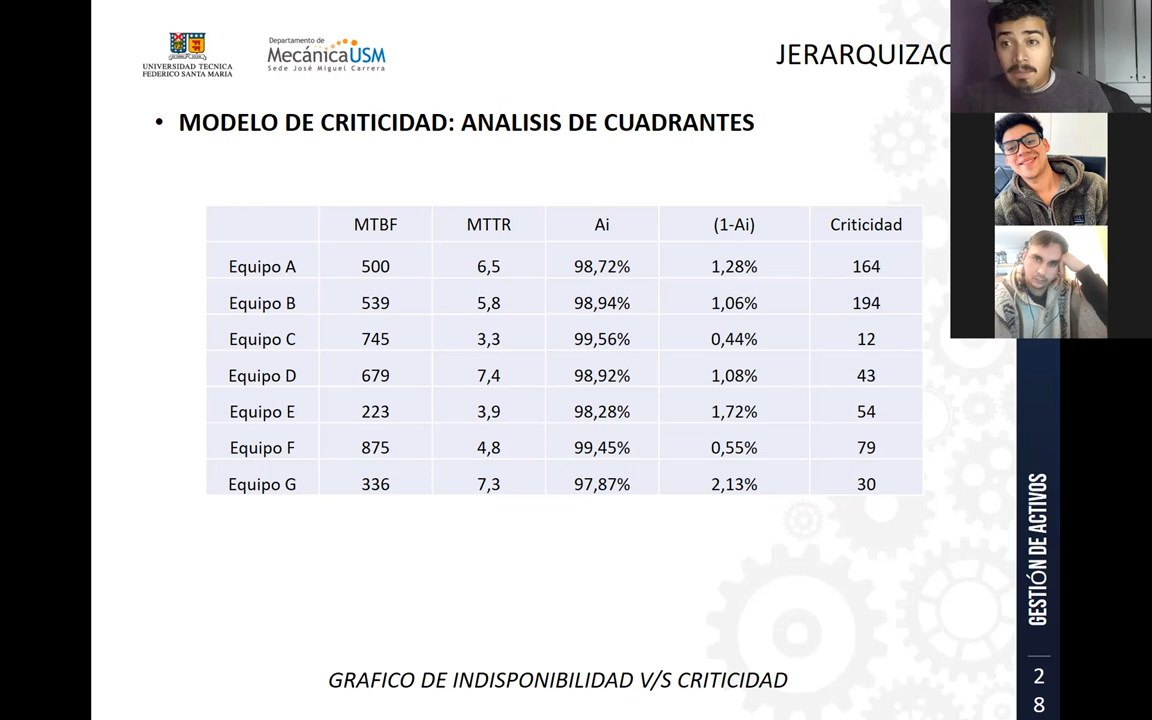 UNIVERSIDAD TECNICA
FEDERICO SANTA MARIA
Departamento de
MecánicaUSM
Sede José Miguel Carrera
JERARQUIZAC
• MODELO DE CRITICIDAD: ANALISIS DE CUADRANTES
MTBF MTTR Ai (1-Ai) Criticidad
Equipo A 500 6,5 98,72% 1,28% 164
Equipo B 539 5,8 98,94% 1,06% 194
Equipo C 745 3,3 99,56% 0,44% 12
Equipo D 679 7,4 98,92% 1,08% 43
Equipo E 223 3,9 98,28% 1,72% 54
Equipo F 875 4,8 99,45% 0,55% 79
Equipo G 336 7,3 97,87% 2,13% 30
GRAFICO DE INDISPONIBILIDAD V/S CRITICIDAD
GESTIÓN DE ACTIVOS
2
8